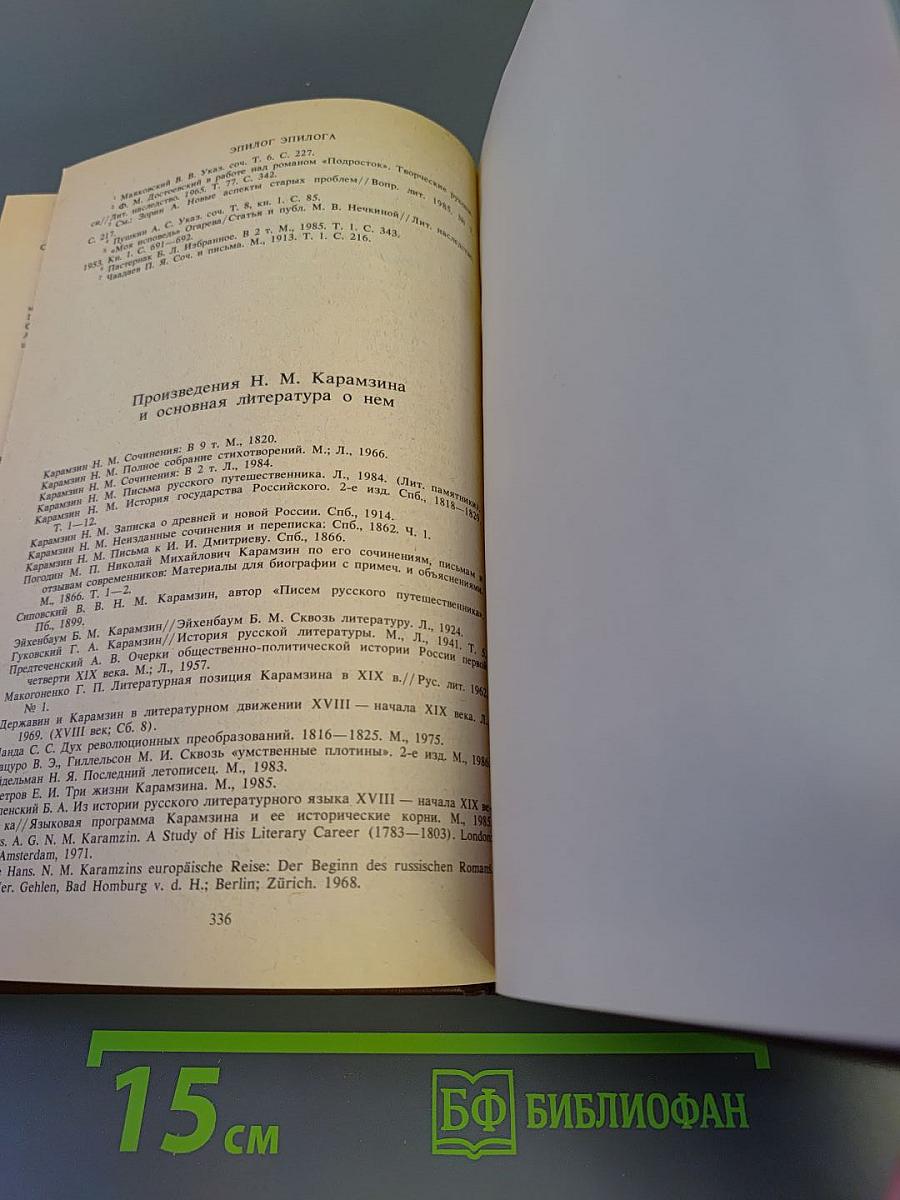 ЭПИЛОГ ЭПИЛОГА
¹ Маяковский В. В. Указ. соч. Т. 6. С. 227.
² Ф. М. Достоевский в работе над романом «Подросток». Творческие рукопи-
си//Лит. наследство. 1965. Т. 77. С. 342.
³ См.: Зорин А. Новые аспекты старых проблем//Вопр. лит. 1985. № 7.
С. 217.
⁴ Пушкин А. С. Указ. соч. Т. 8, кн. 1. С. 85.
⁵ «Моя исповедь» Огарева/Статья и публ. М. В. Нечкиной//Лит. наследство.
1953. Кн. 1. С. 691—692.
⁶ Пастернак Б. Л. Избранное. В 2 т. М., 1985. Т. 1. С. 343.
⁷ Чаадаев П. Я. Соч. и письма. М., 1913. Т. 1. С. 216.
Произведения Н. М. Карамзина
и основная литература о нем
Карамзин Н. М. Сочинения: В 9 т. М., 1820.
Карамзин Н. М. Полное собрание стихотворений. М.; Л., 1966.
Карамзин Н. М. Сочинения: В 2 т. Л., 1984.
Карамзин Н. М. Письма русского путешественника. Л., 1984. (Лит. памятники).
Карамзин Н. М. История государства Российского. 2-е изд. Спб., 1818—1829
Т. 1—12.
Карамзин Н. М. Записка о древней и новой России. Спб., 1914.
Карамзин Н. М. Неизданные сочинения и переписка: Спб., 1862. Ч. 1.
Карамзин Н. М. Письма к И. И. Дмитриеву. Спб., 1866.
Погодин М. П. Николай Михайлович Карамзин по его сочинениям, письмам и
отзывам современников: Материалы для биографии с примеч. и объяснениями.
М., 1866. Т. 1—2.
Сиповский В. В. Н. М. Карамзин, автор «Писем русского путешественника».
Пб., 1899.
Эйхенбаум Б. М. Карамзин//Эйхенбаум Б. М. Сквозь литературу. Л., 1924.
Гуковский Г. А. Карамзин//История русской литературы. М., Л., 1941. Т. 5.
Предтеченский А. В. Очерки общественно-политической истории России первой
четверти XIX века. М.; Л., 1957.
Макогоненко Г. П. Литературная позиция Карамзина в XIX в.//Рус. лит. 1962
№ 1.
Державин и Карамзин в литературном движении XVIII — начала XIX века. Л.
1969. (XVIII век; Сб. 8).
Ланда С. С. Дух революционных преобразований. 1816—1825. М., 1975.
ацуро В. Э., Гиллельсон М. И. Сквозь «умственные плотины». 2-е изд. М., 1986
йдельман Н. Я. Последний летописец. М., 1983.
етров Е. И. Три жизни Карамзина. М., 1985.
пенский Б. А. Из истории русского литературного языка XVIII — начала XIX ве-
ка//Языковая программа Карамзина и ее исторические корни. М., 1985
s. A. G. N. M. Karamzin. A Study of His Literary Career (1783—1803). London
Amsterdam, 1971.
e Hans. N. M. Karamzins europäische Reise: Der Beginn des russischen Romans
er. Gehlen, Bad Homburg v. d. H.; Berlin; Zürich. 1968.
336
15 см
БФ БИБЛИОФАН